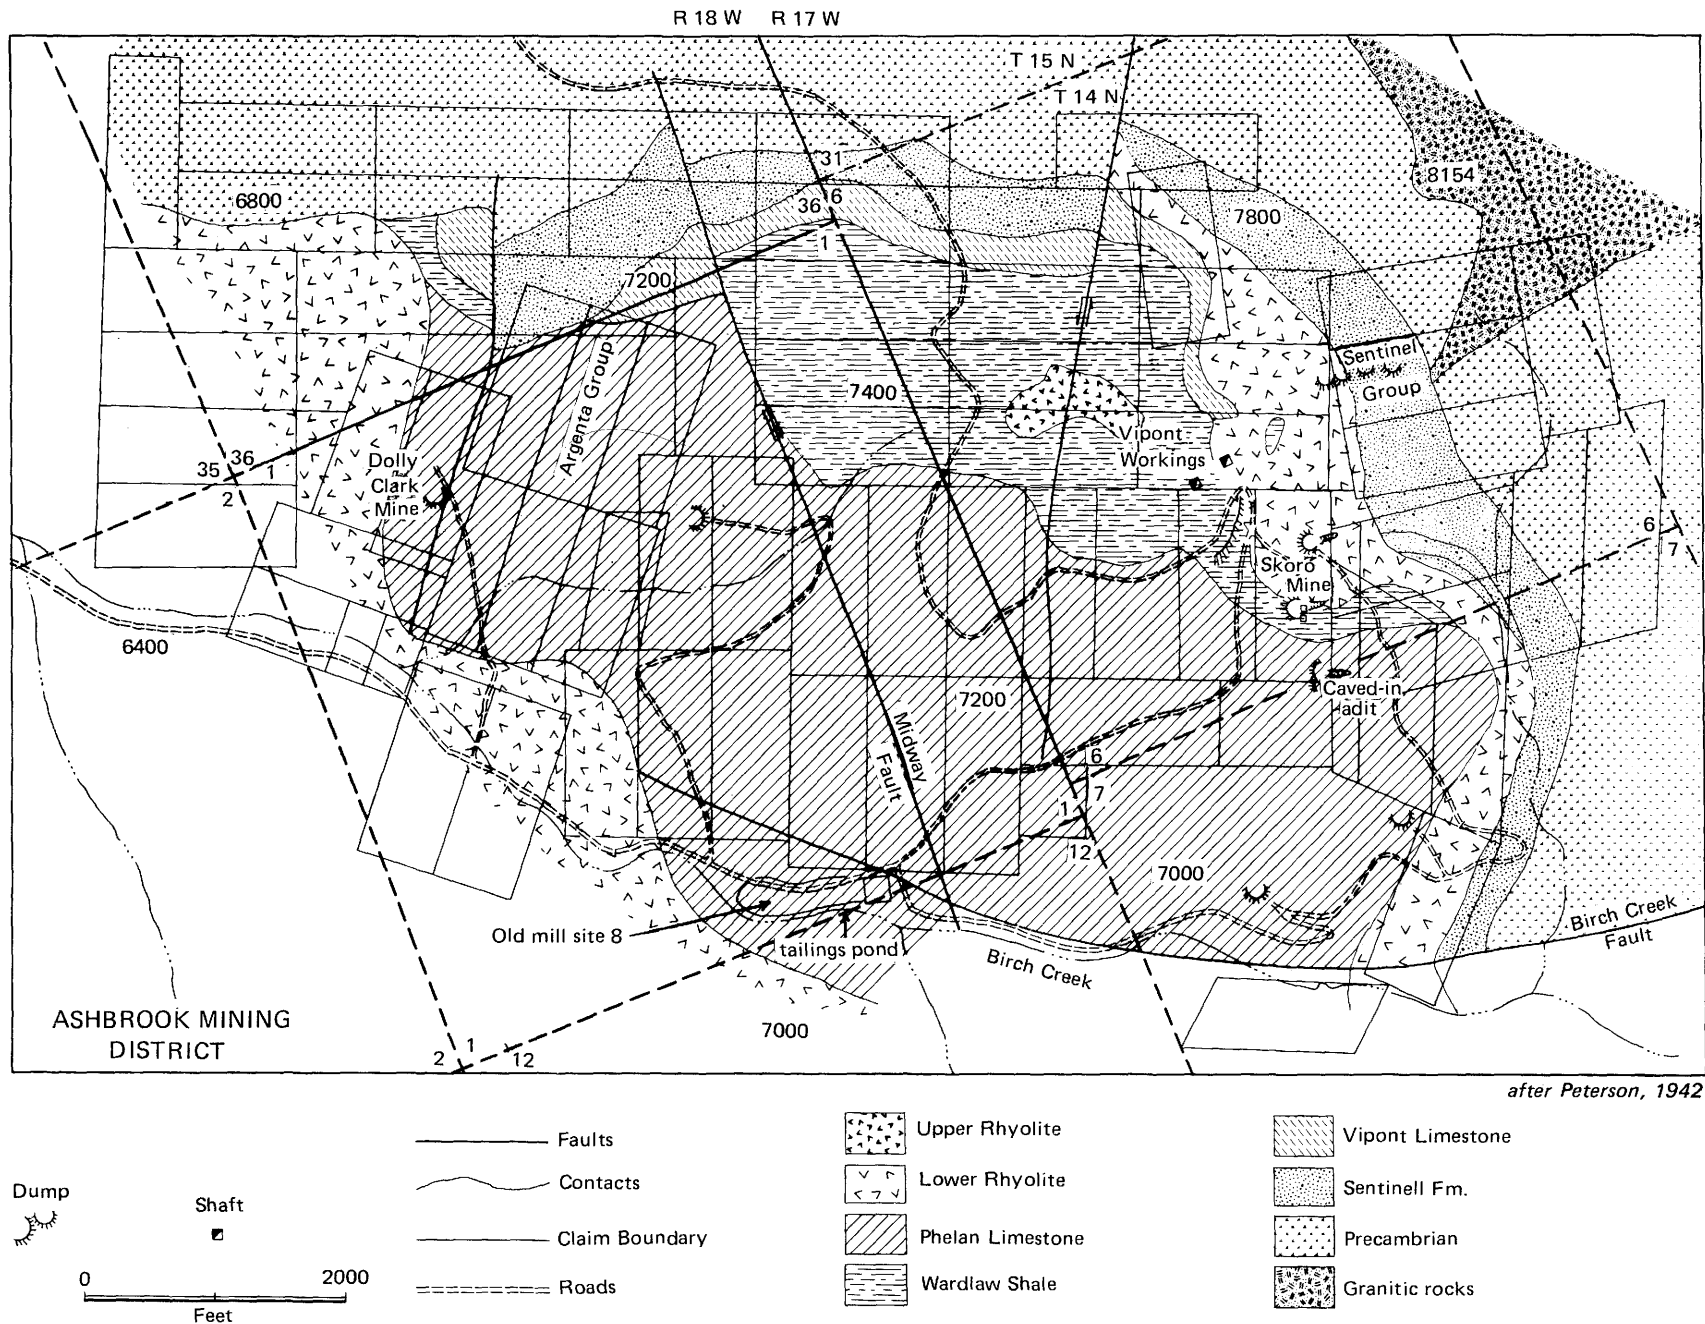 R 18 W R 17 W
T 15 N
T 14 N
31
8154
6800
36 6
7800
1
7200
Sentinel
Group
Argenta Group
7400
Vipont
Workings
35 36 1
2
Dolly
Clark
Mine
6
7
Skoro
Mine
6400
Caved-in
adit
7200
Midway
Fault
6
7
1
12
7000
Birch Creek
Fault
Old mill site 8
tailings pond
Birch Creek
ASHBROOK MINING
DISTRICT
7000
2 1 12
after Peterson, 1942
Dump
Shaft
0 2000
Feet
Faults
Contacts
Claim Boundary
Roads
Upper Rhyolite
Lower Rhyolite
Phelan Limestone
Wardlaw Shale
Vipont Limestone
Sentinell Fm.
Precambrian
Granitic rocks